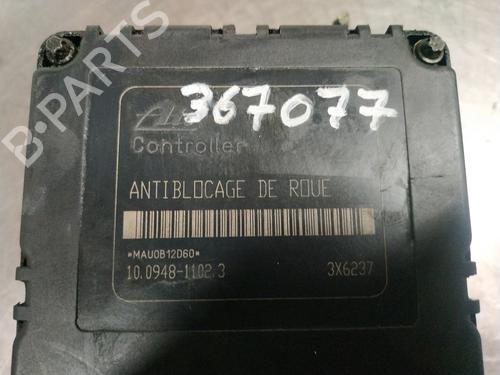 B-PARTS
367077
Controller
ANTIBLOCAGE DE ROUE
*MAU0B12D60*
10.0948-1102.3 3X6237